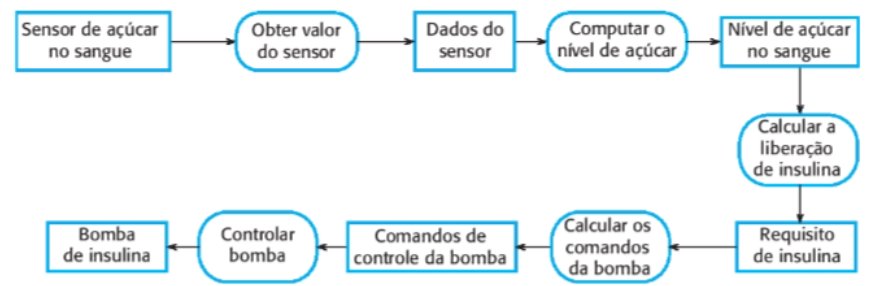 Sensor de açúcar
no sangue
Obter valor
do sensor
Dados do
sensor
Computar o
nível de açúcar
Nível de açúcar
no sangue
Calcular a
liberação
de insulina
Requisito
de insulina
Calcular os
comandos
da bomba
Comandos de
controle da bomba
Controlar
bomba
Bomba
de insulina